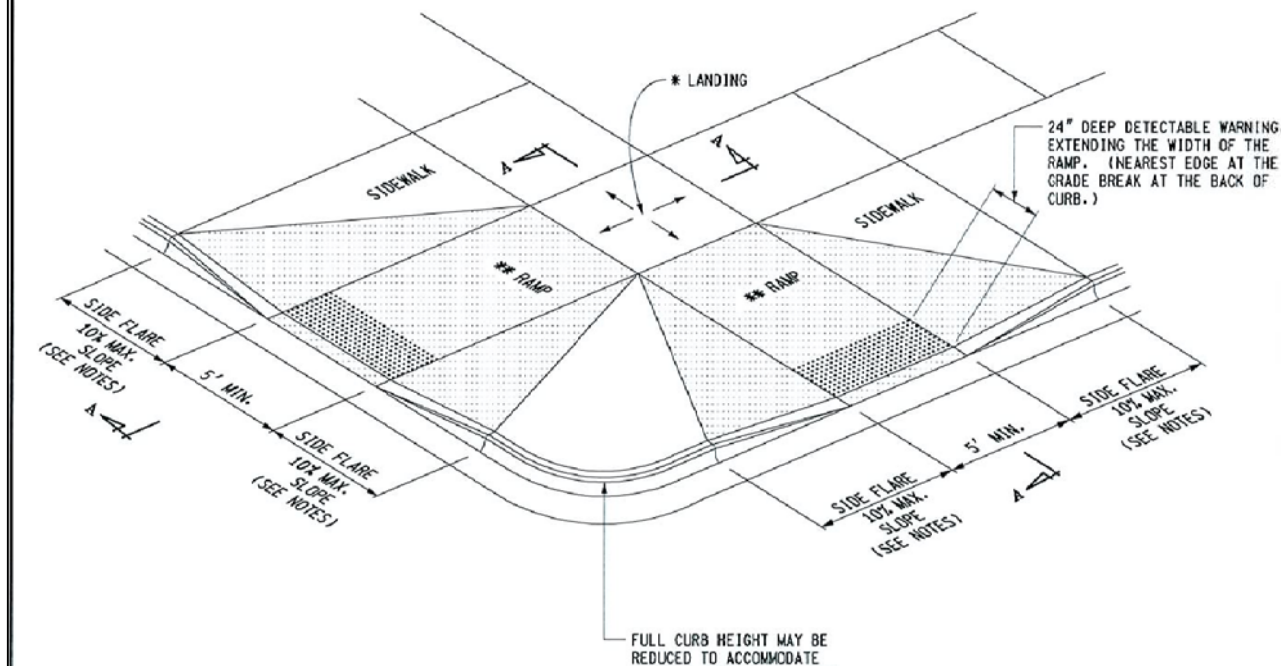 * LANDING
24" DEEP DETECTABLE WARNING
EXTENDING THE WIDTH OF THE
RAMP. (NEAREST EDGE AT THE
GRADE BREAK AT THE BACK OF
CURB.)
A
A
SIDEWALK
SIDEWALK
** RAMP
** RAMP
SIDE FLARE
10% MAX.
SLOPE
(SEE NOTES)
5' MIN.
SIDE FLARE
10% MAX.
SLOPE
(SEE NOTES)
A
SIDE FLARE
10% MAX.
SLOPE
(SEE NOTES)
5' MIN.
SIDE FLARE
10% MAX.
SLOPE
(SEE NOTES)
A
FULL CURB HEIGHT MAY BE
REDUCED TO ACCOMMODATE